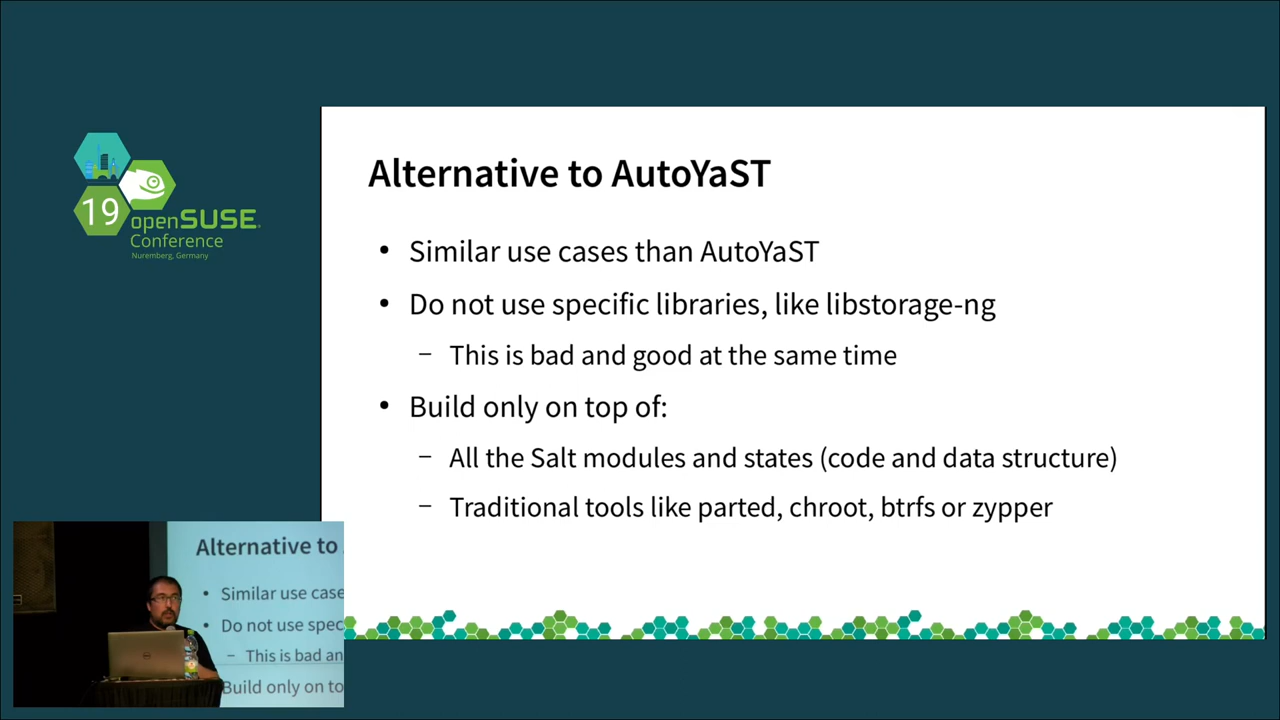 19
openSUSE
Conference
Nuremberg, Germany
Alternative to AutoYaST
• Similar use cases than AutoYaST
• Do not use specific libraries, like libstorage-ng
– This is bad and good at the same time
• Build only on top of:
– All the Salt modules and states (code and data structure)
– Traditional tools like parted, chroot, btrfs or zypper
Alternative to
• Similar use case
• Do not use spec
– This is bad an
Build only on to